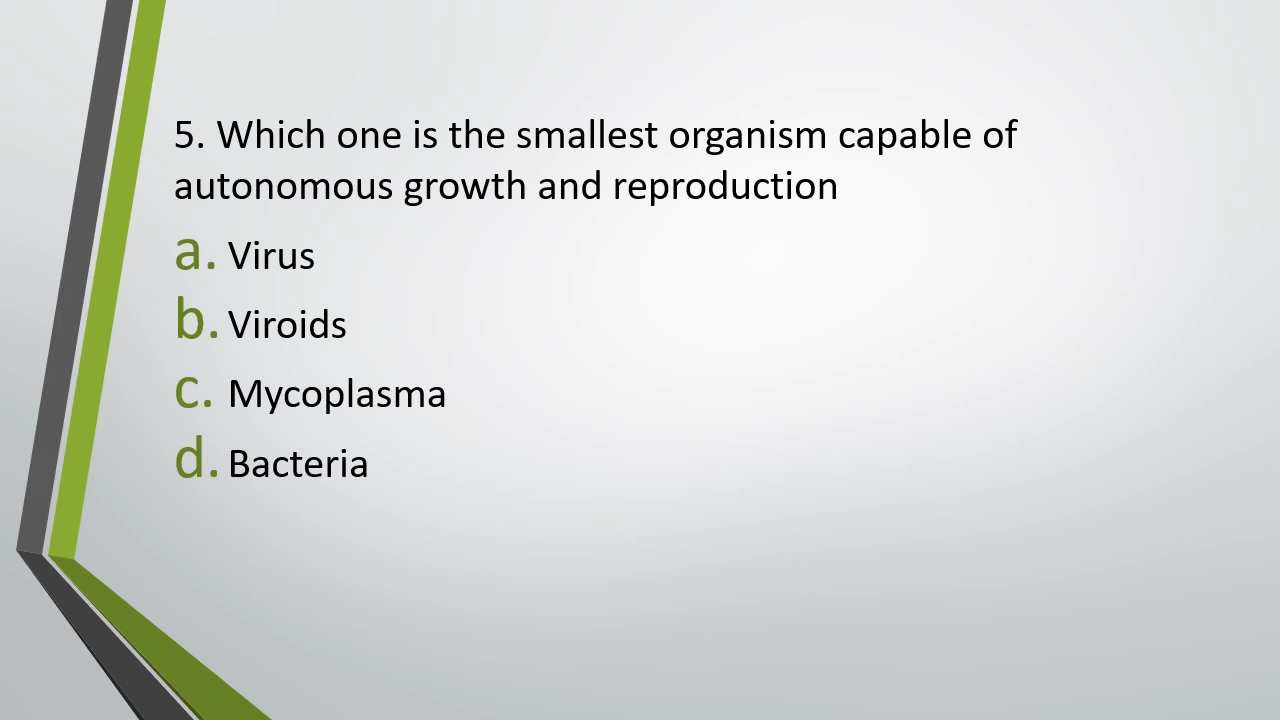 5. Which one is the smallest organism capable of
autonomous growth and reproduction
a. Virus
b. Viroids
c. Mycoplasma
d. Bacteria